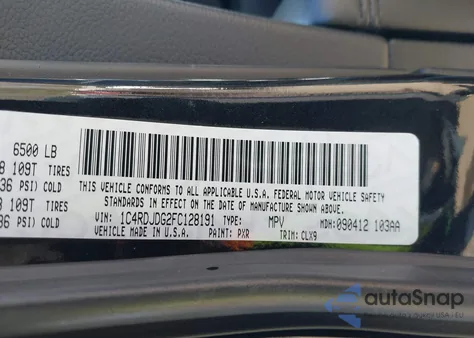 6500 LB
109T TIRES
36 PSI) COLD
109T TIRES
36 PSI) COLD
THIS VEHICLE CONFORMS TO ALL APPLICABLE U.S.A. FEDERAL MOTOR VEHICLE SAFETY
STANDARDS IN EFFECT ON THE DATE OF MANUFACTURE SHOWN ABOVE
VIN: 1C4RDJDG2FC128191 TYPE: MPV MDH: 090412 103AA
VEHICLE MADE IN U.S.A. PAINT: PXR TRIM: CLX9
autoSnap